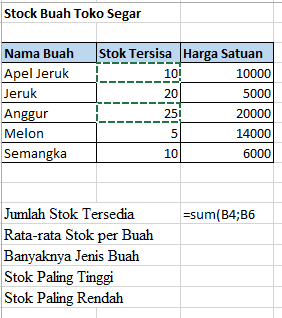 Stock Buah Toko Segar
Nama Buah Stok Tersisa Harga Satuan
Apel Jeruk 10 10000
Jeruk 20 5000
Anggur 25 20000
Melon 5 14000
Semangka 10 6000
Jumlah Stok Tersedia =sum(B4;B6
Rata-rata Stok per Buah
Banyaknya Jenis Buah
Stok Paling Tinggi
Stok Paling Rendah